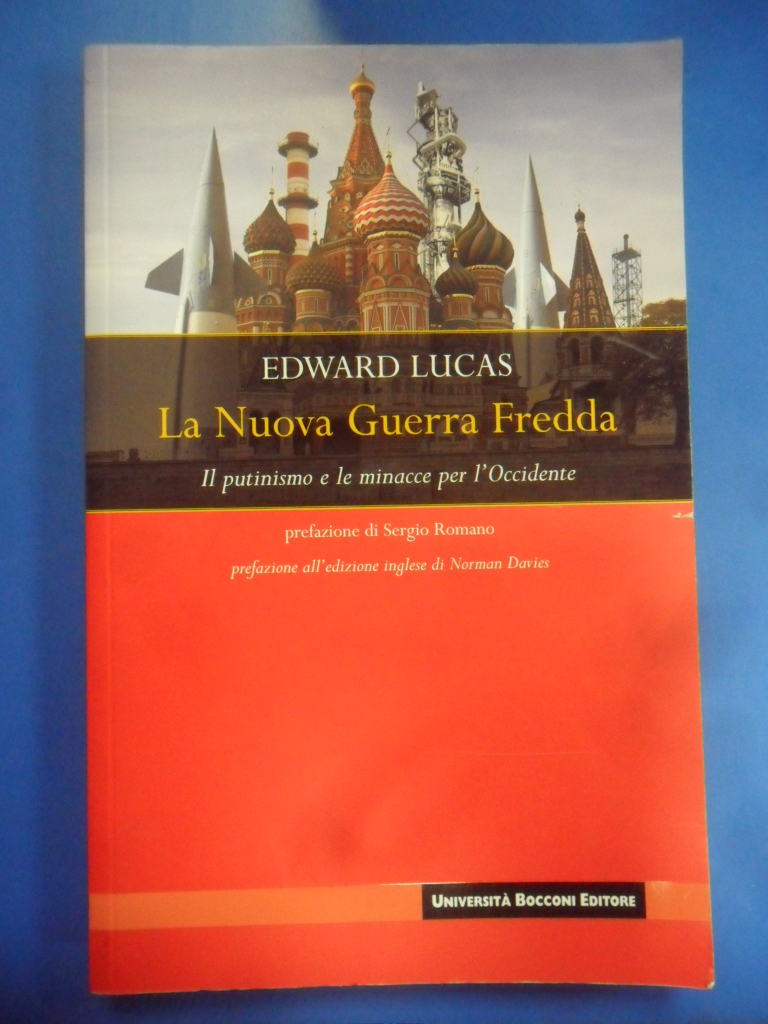 EDWARD LUCAS
La Nuova Guerra Fredda
Il putinismo e le minacce per l'Occidente
prefazione di Sergio Romano
prefazione all'edizione inglese di Norman Davies
UNIVERSITÀ BOCCONI EDITORE